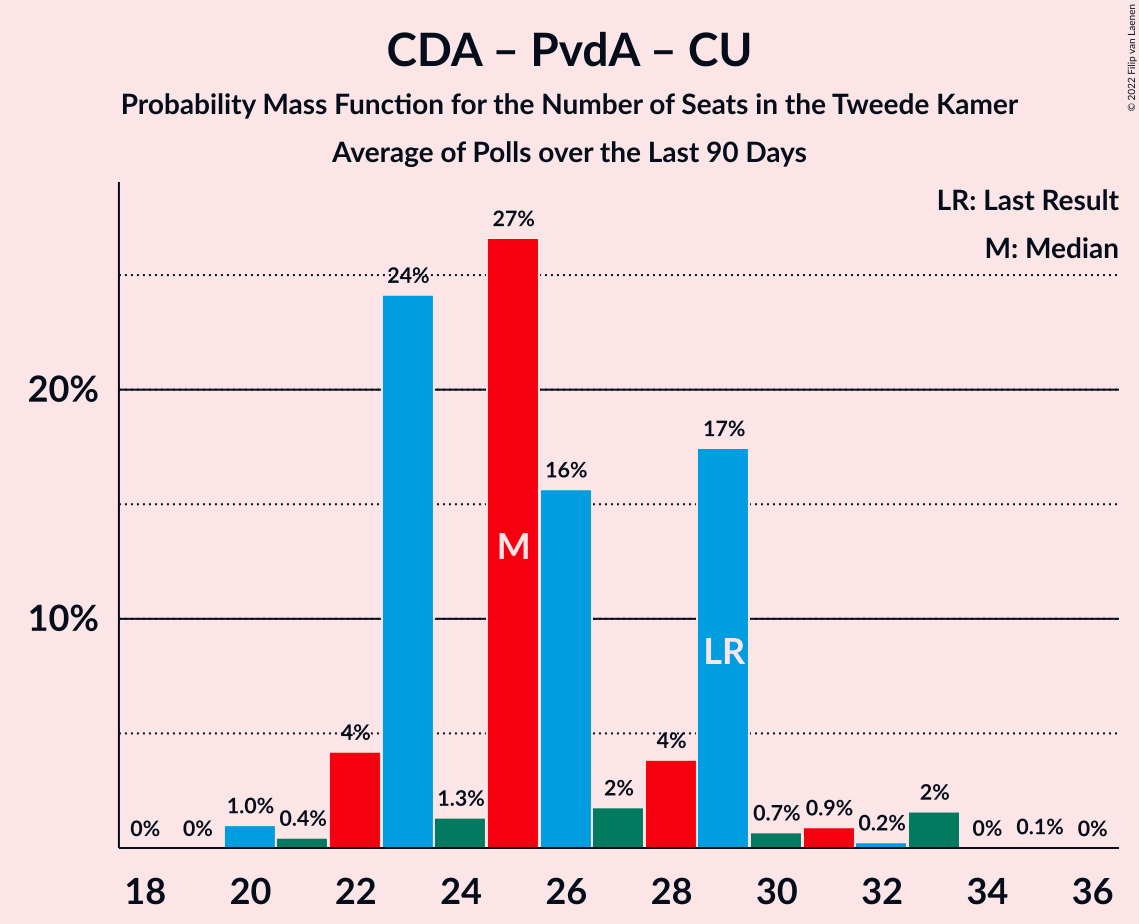 CDA – PvdA – CU
Probability Mass Function for the Number of Seats in the Tweede Kamer
Average of Polls over the Last 90 Days
© 2022 Filip van Laenen
LR: Last Result
M: Median
20%
10%
0%
0%
1.0%
0.4%
4%
24%
1.3%
27%
16%
2%
4%
17%
0.7%
0.9%
0.2%
2%
0%
0.1%
0%
M
LR
18 20 22 24 26 28 30 32 34 36